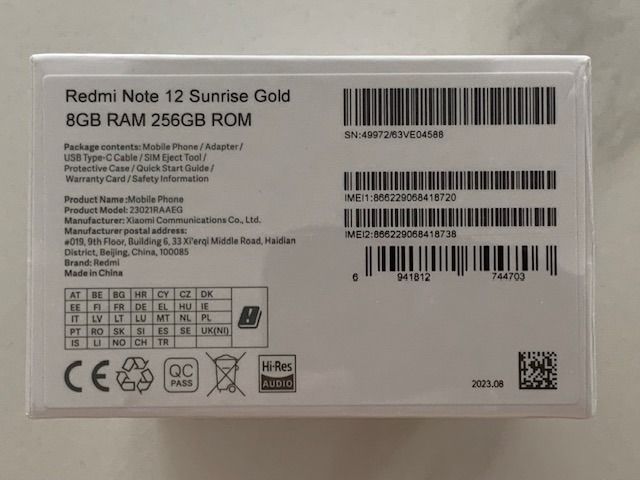 Redmi Note 12 Sunrise Gold
8GB RAM 256GB ROM
Package contents: Mobile Phone / Adapter /
USB Type-C Cable / SIM Eject Tool /
Protective Case / Quick Start Guide /
Warranty Card / Safety Information
Product Name:Mobile Phone
Product Model:23021RAAEG
Manufacturer: Xiaomi Communications Co., Ltd.
Manufacturer postal address:
#019, 9th Floor, Building 6, 33 Xi'erqi Middle Road, Haidian
District, Beijing, China, 100085
Brand: Redmi
Made in China
SN:49972/63VE04588
IMEI1:866229068418720
IMEI2:866229068418738
6 941812 744703
AT BE BG HR CY CZ DK
EE FI FR DE EL HU IE
IT LV LT LU MT NL PL
PT RO SK SI ES SE UK(NI)
IS LI NO CH TR
CE
QC
PASS
Hi-Res
AUDIO
2023.08